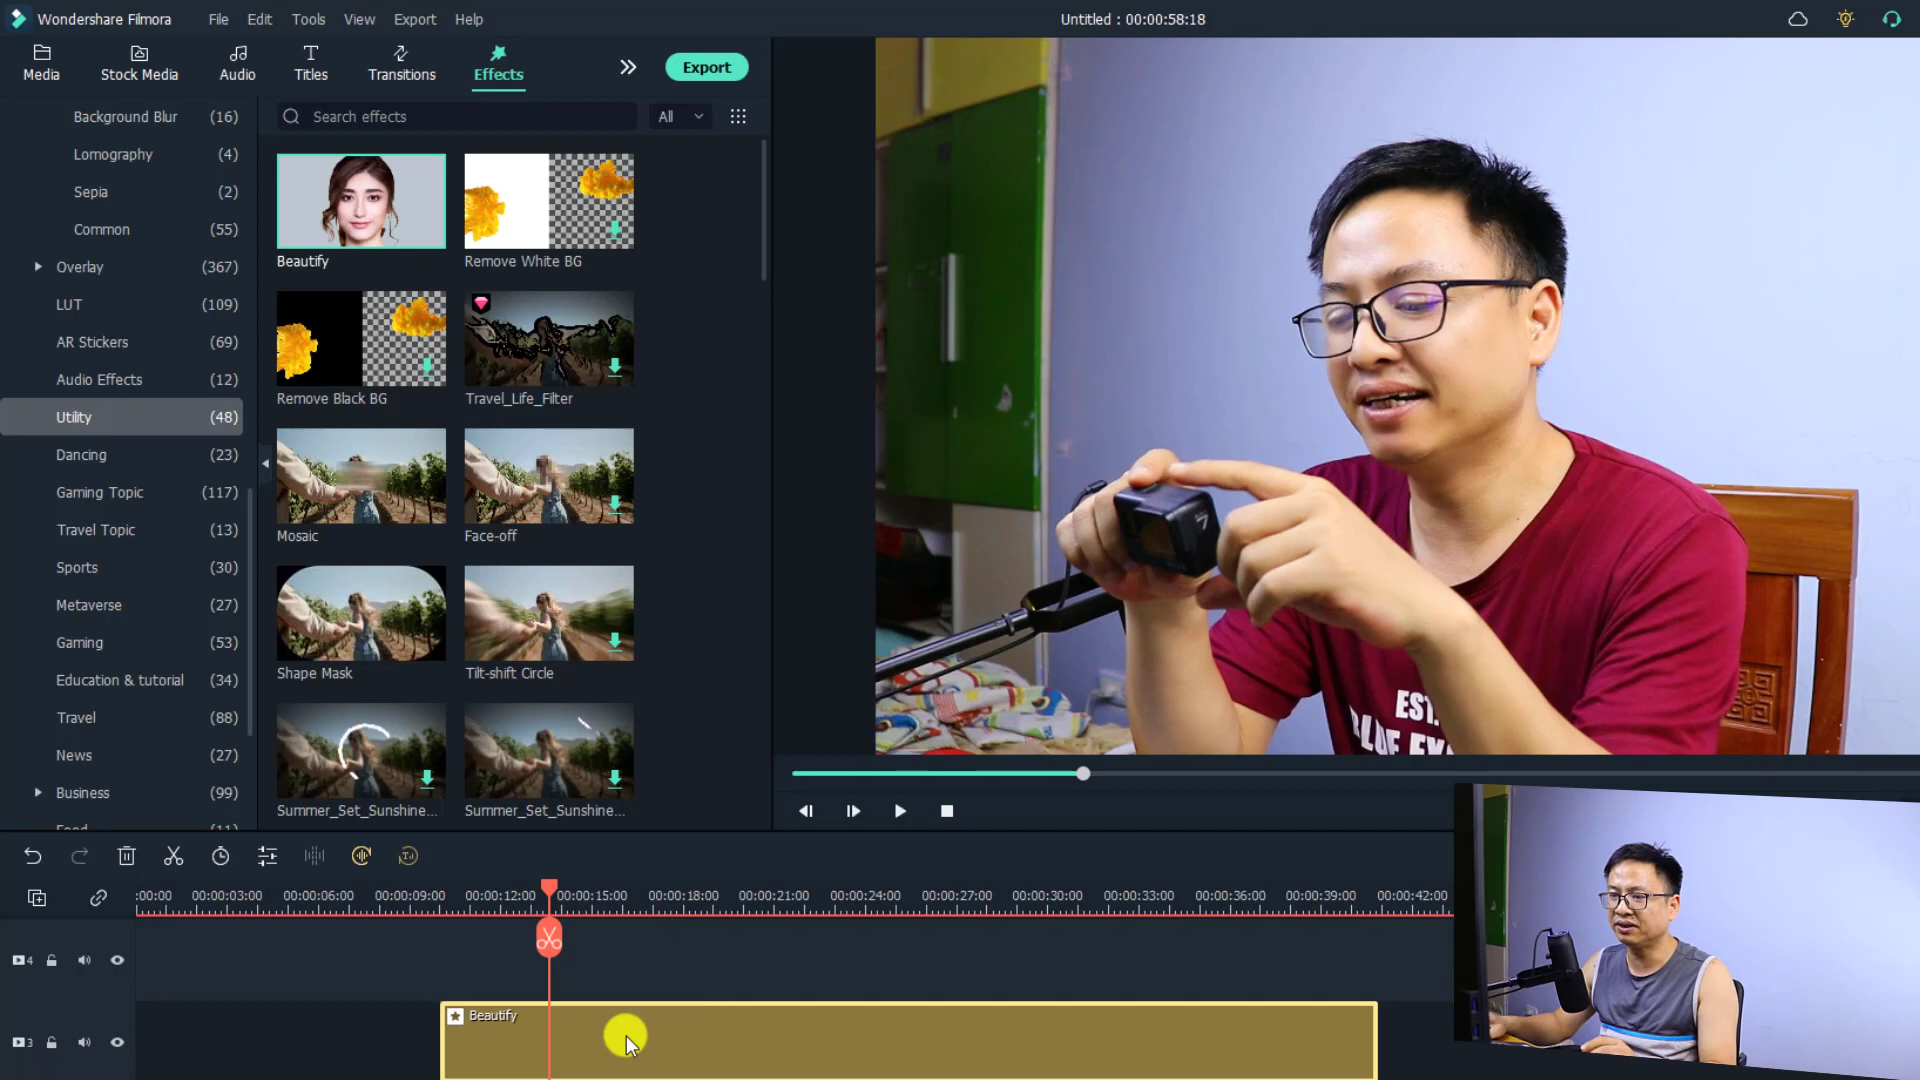 Wondershare Filmora
File Edit Tools View Export Help
Untitled : 00:00:58:18
Media
Stock Media
Audio
Titles
Transitions
Effects
Export
Background Blur (16)
Lomography (4)
Sepia (2)
Common (55)
Overlay (367)
LUT (109)
AR Stickers (69)
Audio Effects (12)
Utility (48)
Dancing (23)
Gaming Topic (117)
Travel Topic (13)
Sports (30)
Metaverse (27)
Gaming (53)
Education & tutorial (34)
Travel (88)
News (27)
Business (99)
Search effects
All
Beautify
Remove White BG
Remove Black BG
Travel_Life_Filter
Mosaic
Face-off
Shape Mask
Tilt-shift Circle
Summer_Set_Sunshine...
Summer_Set_Sunshine...
7
EST.
BLUE EX
:00:00 00:00:03:00 00:00:06:00 00:00:09:00 00:00:12:00 00:00:15:00 00:00:18:00 00:00:21:00 00:00:24:00 00:00:27:00 00:00:30:00 00:00:33:00 00:00:36:00 00:00:39:00 00:00:42:00
4
3
Beautify